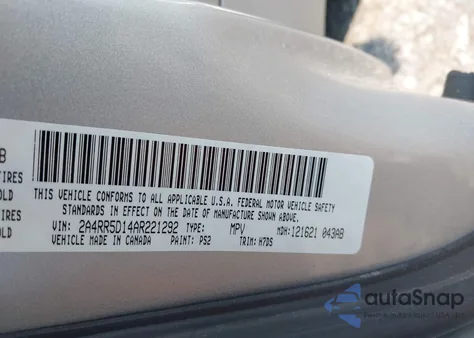 B
IRES
OLD
IRES
OLD
THIS VEHICLE CONFORMS TO ALL APPLICABLE U.S.A. FEDERAL MOTOR VEHICLE SAFETY
STANDARDS IN EFFECT ON THE DATE OF MANUFACTURE SHOWN ABOVE.
VIN: 2A4RR5D14AR221292 TYPE: MPV MDH: 121621 043AB
VEHICLE MADE IN CANADA PAINT: PS2 TRIM: H7DS
autoSnap